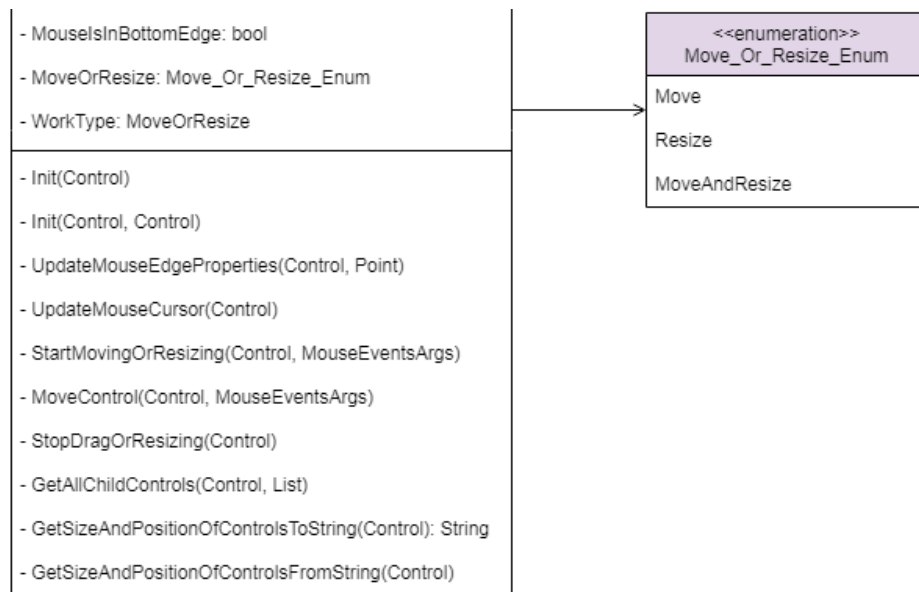 - MouseIsInBottomEdge: bool
- MoveOrResize: Move_Or_Resize_Enum
- WorkType: MoveOrResize
- Init(Control)
- Init(Control, Control)
- UpdateMouseEdgeProperties(Control, Point)
- UpdateMouseCursor(Control)
- StartMovingOrResizing(Control, MouseEventsArgs)
- MoveControl(Control, MouseEventsArgs)
- StopDragOrResizing(Control)
- GetAllChildControls(Control, List)
- GetSizeAndPositionOfControlsToString(Control): String
- GetSizeAndPositionOfControlsFromString(Control)
<<enumeration>>
Move_Or_Resize_Enum
Move
Resize
MoveAndResize